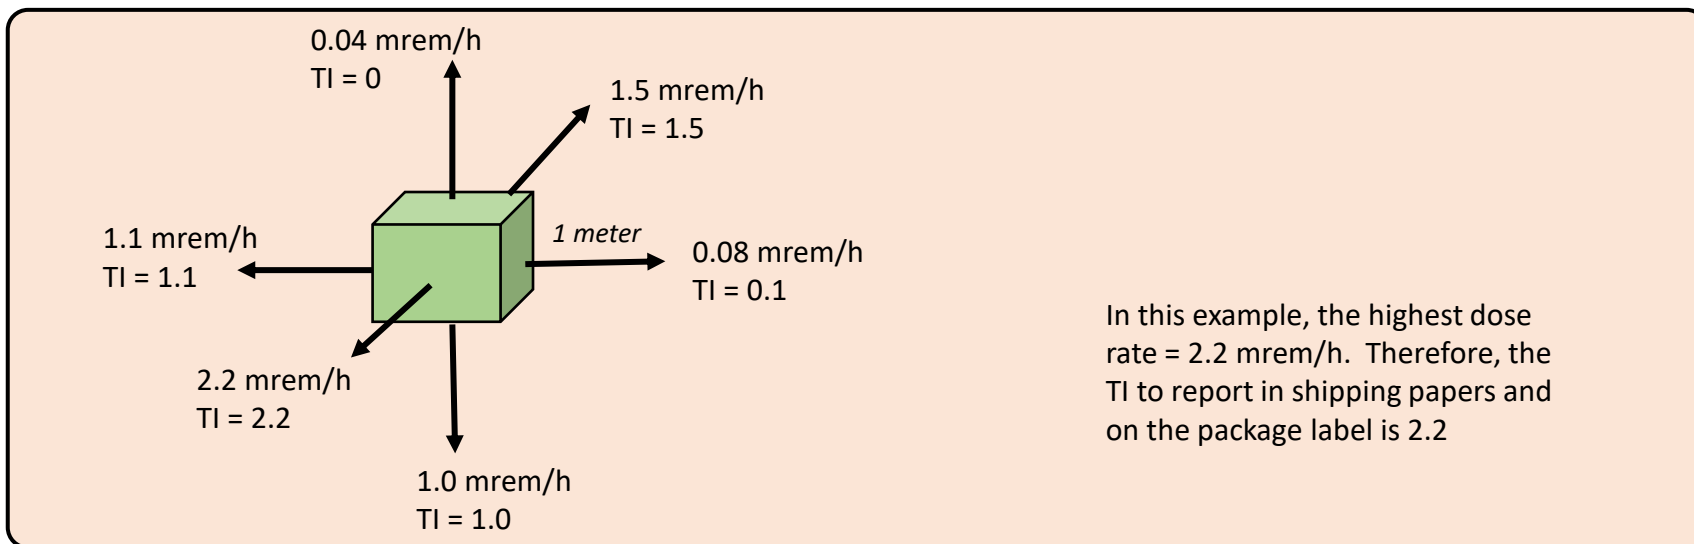 0.04 mrem/h
TI = 0
1.5 mrem/h
TI = 1.5
1.1 mrem/h
TI = 1.1
1 meter
0.08 mrem/h
TI = 0.1
2.2 mrem/h
TI = 2.2
1.0 mrem/h
TI = 1.0
In this example, the highest dose
rate = 2.2 mrem/h.  Therefore, the
TI to report in shipping papers and
on the package label is 2.2